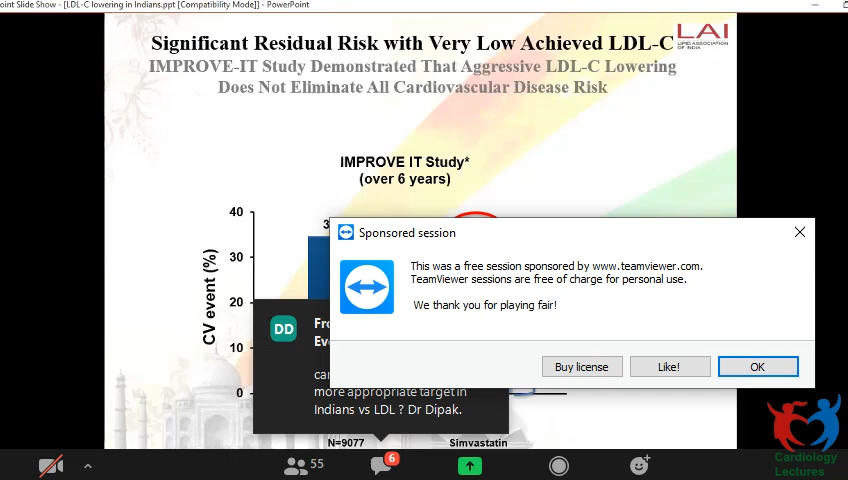 oint Slide Show - [LDL-C lowering in Indians.ppt [Compatibility Mode]] - PowerPoint
Significant Residual Risk with Very Low Achieved LDL-C
LAI
LIPID ASSOCIATION
OF INDIA
IMPROVE-IT Study Demonstrated That Aggressive LDL-C Lowering
Does Not Eliminate All Cardiovascular Disease Risk
IMPROVE IT Study*
(over 6 years)
CV event (%)
40
30
20
10
0
3
Sponsored session
This was a free session sponsored by www.teamviewer.com.
TeamViewer sessions are free of charge for personal use.
We thank you for playing fair!
Buy license
Like!
OK
DD
more appropriate target in
Indians vs LDL ? Dr Dipak.
N=9077
Simvastatin
55
6
Cardiology
Lectures